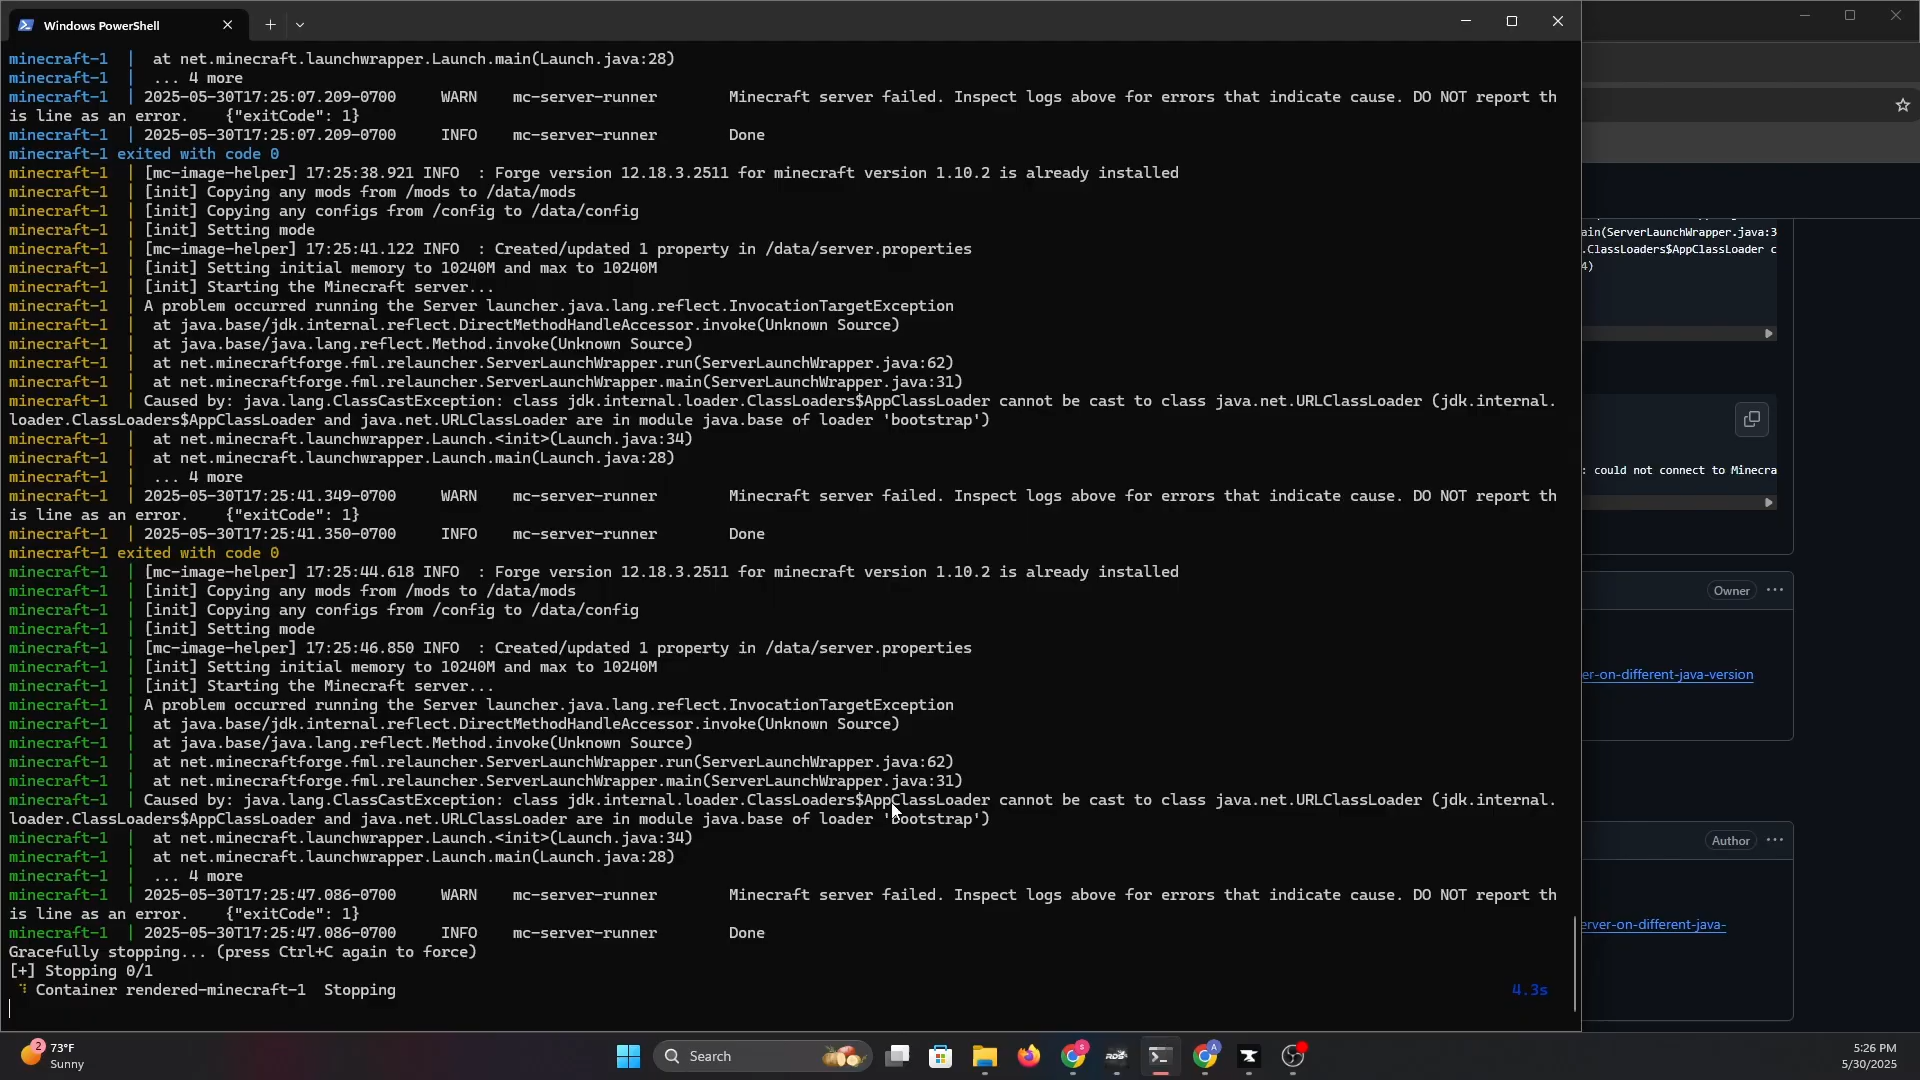 Windows PowerShell
minecraft-1  |  at net.minecraft.launchwrapper.Launch.main(Launch.java:28)
minecraft-1  |  ... 4 more
minecraft-1  | 2025-05-30T17:25:07.209-0700     WARN    mc-server-runner        Minecraft server failed. Inspect logs above for errors that indicate cause. DO NOT report th
is line as an error.    {"exitCode": 1}
minecraft-1  | 2025-05-30T17:25:07.209-0700     INFO    mc-server-runner        Done
minecraft-1 exited with code 0
minecraft-1  | [mc-image-helper] 17:25:38.921 INFO  : Forge version 12.18.3.2511 for minecraft version 1.10.2 is already installed
minecraft-1  | [init] Copying any mods from /mods to /data/mods
minecraft-1  | [init] Copying any configs from /config to /data/config
minecraft-1  | [init] Setting mode
minecraft-1  | [mc-image-helper] 17:25:41.122 INFO  : Created/updated 1 property in /data/server.properties
minecraft-1  | [init] Setting initial memory to 10240M and max to 10240M
minecraft-1  | [init] Starting the Minecraft server...
minecraft-1  | A problem occurred running the Server launcher.java.lang.reflect.InvocationTargetException
minecraft-1  |  at java.base/jdk.internal.reflect.DirectMethodHandleAccessor.invoke(Unknown Source)
minecraft-1  |  at java.base/java.lang.reflect.Method.invoke(Unknown Source)
minecraft-1  |  at net.minecraftforge.fml.relauncher.ServerLaunchWrapper.run(ServerLaunchWrapper.java:62)
minecraft-1  |  at net.minecraftforge.fml.relauncher.ServerLaunchWrapper.main(ServerLaunchWrapper.java:31)
minecraft-1  | Caused by: java.lang.ClassCastException: class jdk.internal.loader.ClassLoaders$AppClassLoader cannot be cast to class java.net.URLClassLoader (jdk.internal.
loader.ClassLoaders$AppClassLoader and java.net.URLClassLoader are in module java.base of loader 'bootstrap')
minecraft-1  |  at net.minecraft.launchwrapper.Launch.<init>(Launch.java:34)
minecraft-1  |  at net.minecraft.launchwrapper.Launch.main(Launch.java:28)
minecraft-1  |  ... 4 more
minecraft-1  | 2025-05-30T17:25:41.349-0700     WARN    mc-server-runner        Minecraft server failed. Inspect logs above for errors that indicate cause. DO NOT report th
is line as an error.    {"exitCode": 1}
minecraft-1  | 2025-05-30T17:25:41.350-0700     INFO    mc-server-runner        Done
minecraft-1 exited with code 0
minecraft-1  | [mc-image-helper] 17:25:44.618 INFO  : Forge version 12.18.3.2511 for minecraft version 1.10.2 is already installed
minecraft-1  | [init] Copying any mods from /mods to /data/mods
minecraft-1  | [init] Copying any configs from /config to /data/config
minecraft-1  | [init] Setting mode
minecraft-1  | [mc-image-helper] 17:25:46.850 INFO  : Created/updated 1 property in /data/server.properties
minecraft-1  | [init] Setting initial memory to 10240M and max to 10240M
minecraft-1  | [init] Starting the Minecraft server...
minecraft-1  | A problem occurred running the Server launcher.java.lang.reflect.InvocationTargetException
minecraft-1  |  at java.base/jdk.internal.reflect.DirectMethodHandleAccessor.invoke(Unknown Source)
minecraft-1  |  at java.base/java.lang.reflect.Method.invoke(Unknown Source)
minecraft-1  |  at net.minecraftforge.fml.relauncher.ServerLaunchWrapper.run(ServerLaunchWrapper.java:62)
minecraft-1  |  at net.minecraftforge.fml.relauncher.ServerLaunchWrapper.main(ServerLaunchWrapper.java:31)
minecraft-1  | Caused by: java.lang.ClassCastException: class jdk.internal.loader.ClassLoaders$AppClassLoader cannot be cast to class java.net.URLClassLoader (jdk.internal.
loader.ClassLoaders$AppClassLoader and java.net.URLClassLoader are in module java.base of loader 'bootstrap')
minecraft-1  |  at net.minecraft.launchwrapper.Launch.<init>(Launch.java:34)
minecraft-1  |  at net.minecraft.launchwrapper.Launch.main(Launch.java:28)
minecraft-1  |  ... 4 more
minecraft-1  | 2025-05-30T17:25:47.086-0700     WARN    mc-server-runner        Minecraft server failed. Inspect logs above for errors that indicate cause. DO NOT report th
is line as an error.    {"exitCode": 1}
minecraft-1  | 2025-05-30T17:25:47.086-0700     INFO    mc-server-runner        Done
Gracefully stopping... (press Ctrl+C again to force)
[+] Stopping 0/1
Container rendered-minecraft-1  Stopping 4.3s
ain(ServerLaunchWrapper.java:3
.ClassLoaders$AppClassLoader c
4)
: could not connect to Minecra
Owner
er-on-different-java-version
Author
erver-on-different-java-
2
73°F
Sunny
Search
RDS
S
A
5:26 PM
5/30/2025